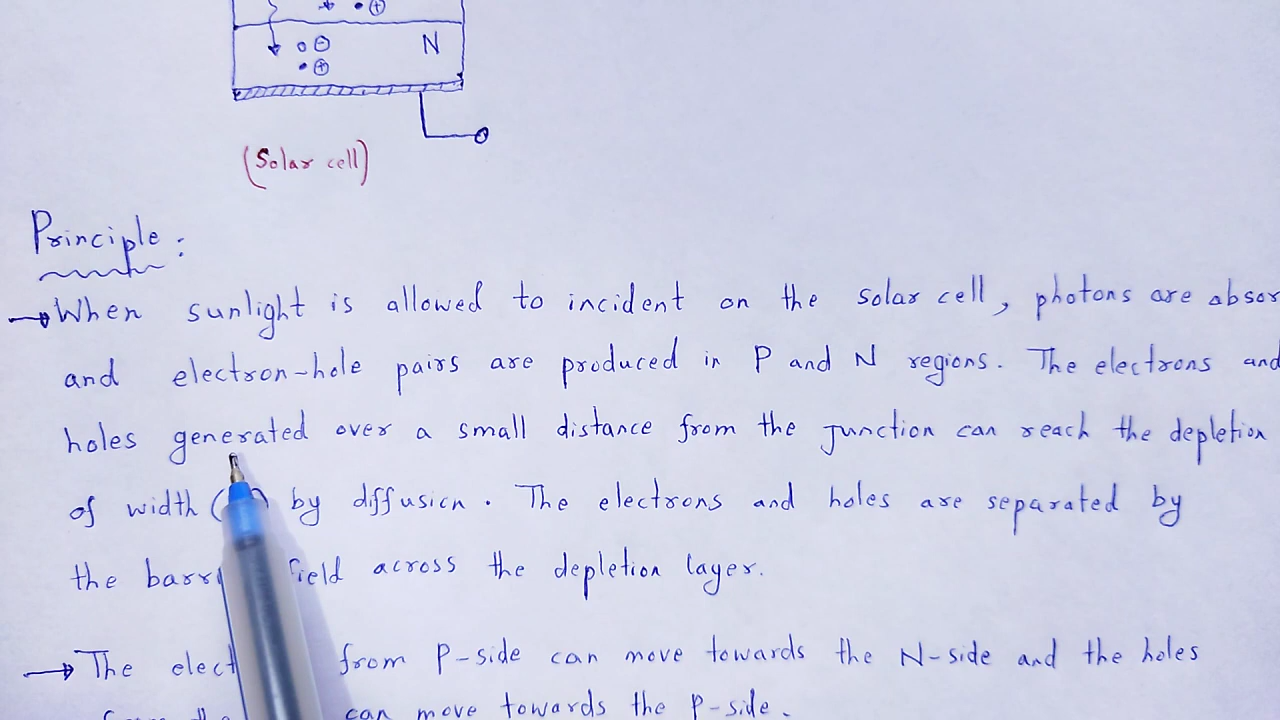 N
(Solar cell)
Principle :
When sunlight is allowed to incident on the solar cell, photons are absor
and electron-hole pairs are produced in P and N regions. The electrons and
holes generated over a small distance from the junction can reach the depletion
of width ( ) by diffusion. The electrons and holes are separated by
the barr field across the depletion layer.
The elect from P-side can move towards the N-side and the holes
can move towards the P-side.